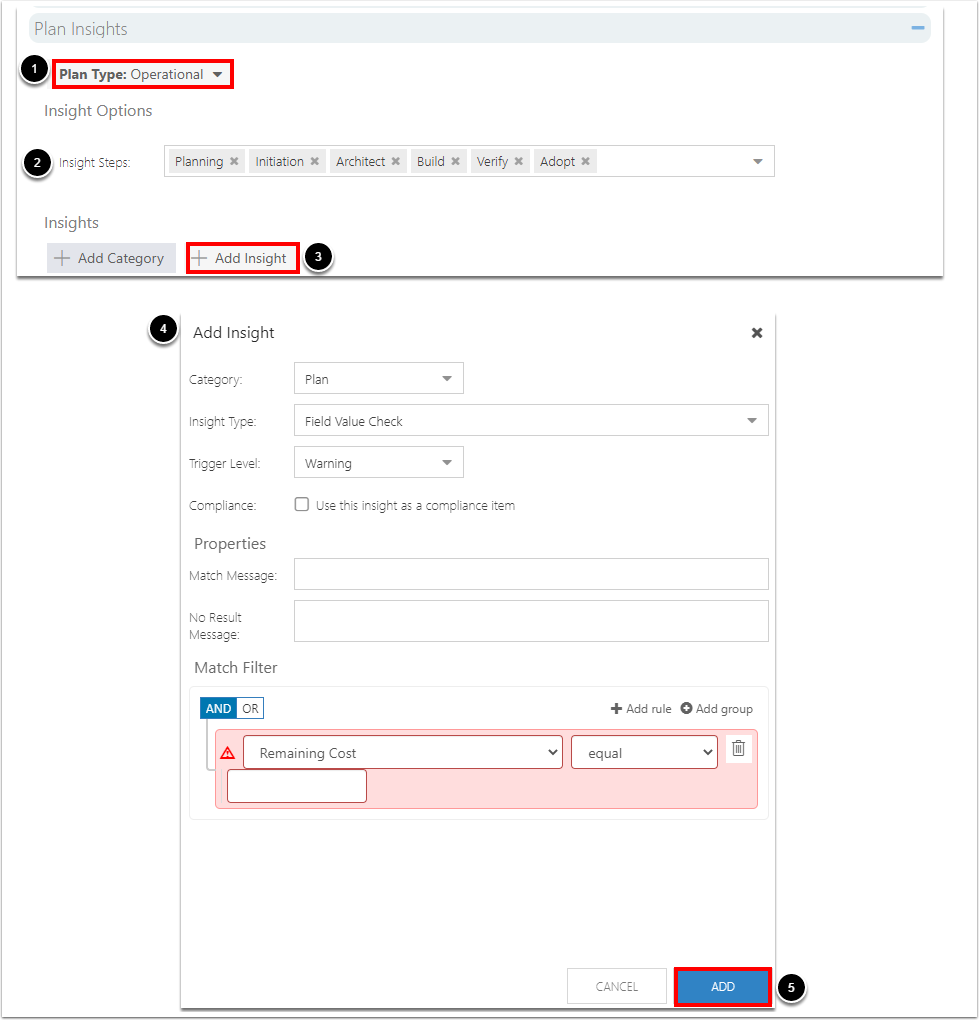 Plan Insights
1
Plan Type: Operational
Insight Options
2
Insight Steps: Planning Initiation Architect Build Verify Adopt
Insights
Add Category Add Insight 3
4 Add Insight
Category: Plan
Insight Type: Field Value Check
Trigger Level: Warning
Compliance: Use this insight as a compliance item
Properties
Match Message:
No Result
Message:
Match Filter
AND OR Add rule Add group
Remaining Cost equal
CANCEL ADD 5